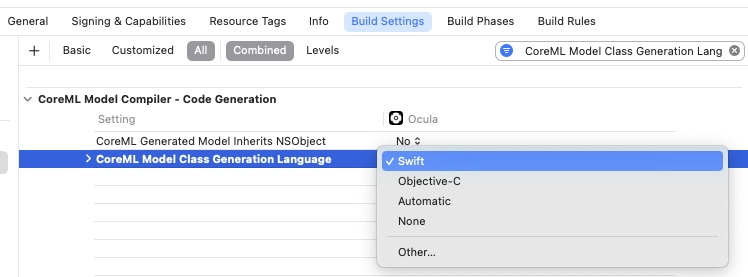 General Signing & Capabilities Resource Tags Info Build Settings Build Phases Build Rules
+ Basic Customized All Combined Levels CoreML Model Class Generation Lang
CoreML Model Compiler - Code Generation
Setting Ocula
CoreML Generated Model Inherits NSObject No
CoreML Model Class Generation Language
✓ Swift
Objective-C
Automatic
None
Other...